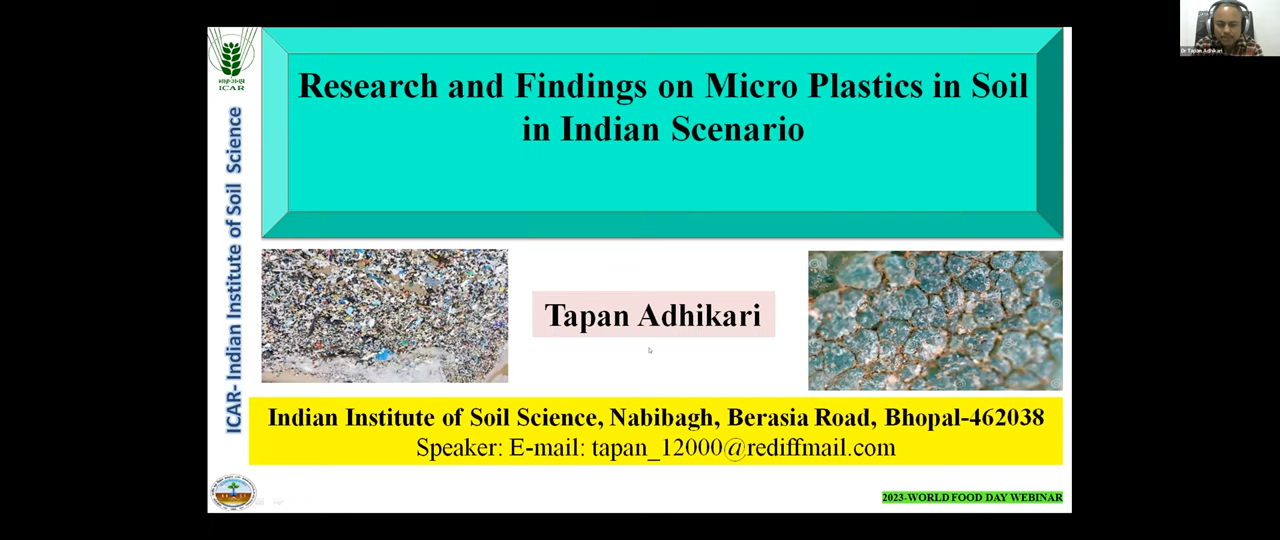 Dr Tapan Adhikari
ICAR
ICAR- Indian Institute of Soil Science
Research and Findings on Micro Plastics in Soil
in Indian Scenario
Tapan Adhikari
Indian Institute of Soil Science, Nabibagh, Berasia Road, Bhopal-462038
Speaker: E-mail: tapan_12000@rediffmail.com
2023-WORLD FOOD DAY WEBINAR